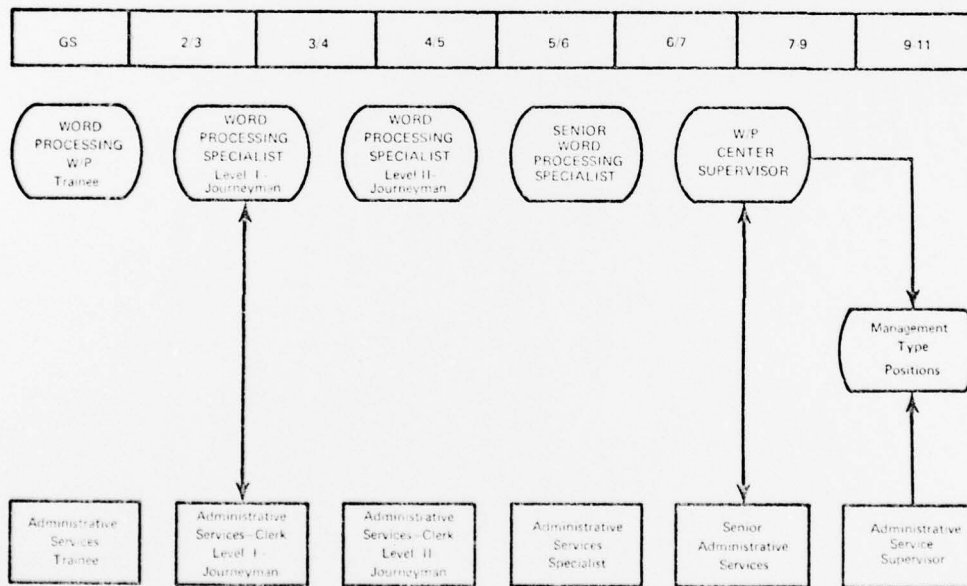 GS 2/3 3/4 4/5 5/6 6/7 7-9 9-11
WORD
PROCESSING
W/P
Trainee
WORD
PROCESSING
SPECIALIST
Level I-
Journeyman
WORD
PROCESSING
SPECIALIST
Level II-
Journeyman
SENIOR
WORD
PROCESSING
SPECIALIST
W/P
CENTER
SUPERVISOR
Management
Type
Positions
Administrative
Services
Trainee
Administrative
Services-Clerk
Level I-
Journeyman
Administrative
Services-Clerk
Level II
Journeyman
Administrative
Services
Specialist
Senior
Administrative
Services
Administrative
Service
Supervisor